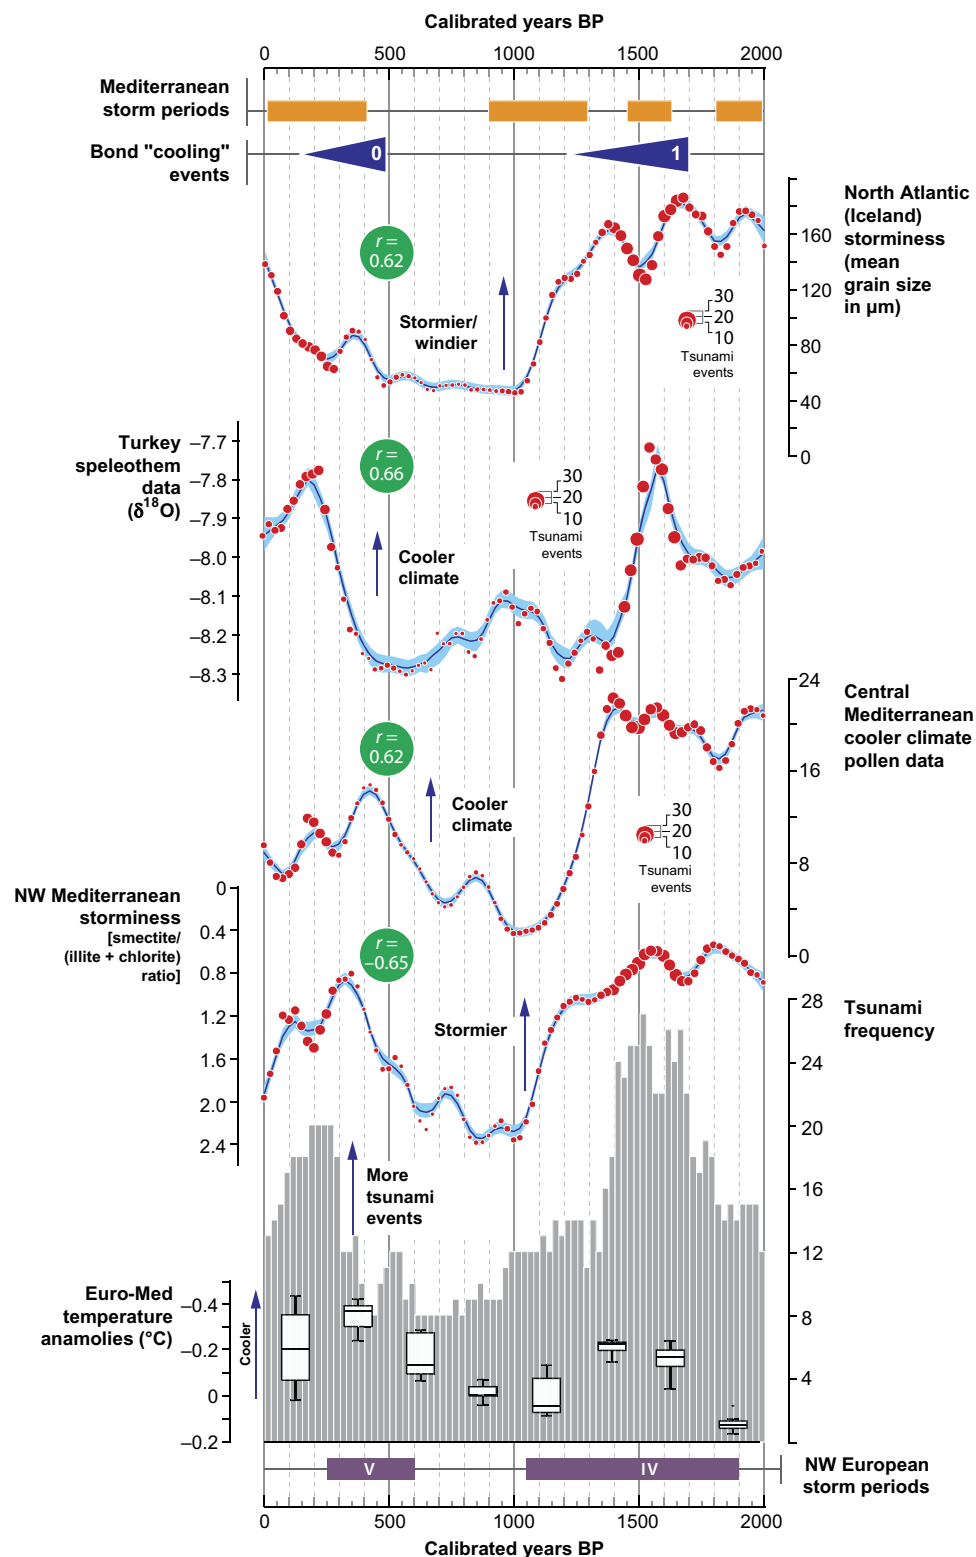 Calibrated years BP
0 500 1000 1500 2000
Mediterranean
storm periods
Bond "cooling"
events
0
1
North Atlantic
(Iceland)
storminess
(mean
grain size
in µm)
160
120
80
40
0
r =
0.62
Stormier/
windier
30
20
10
Tsunami
events
Turkey
speleothem
data
(δ18O)
–7.7
–7.8
–7.9
–8.0
–8.1
–8.2
–8.3
r =
0.66
Cooler
climate
30
20
10
Tsunami
events
Central
Mediterranean
cooler climate
pollen data
24
16
8
0
r =
0.62
Cooler
climate
30
20
10
Tsunami
events
NW Mediterranean
storminess
[smectite/
(illite + chlorite)
ratio]
0
0.4
0.8
1.2
1.6
2.0
2.4
r =
–0.65
Stormier
Tsunami
frequency
28
24
20
16
12
8
4
More
tsunami
events
Euro-Med
temperature
anamolies (°C)
Cooler
–0.4
–0.2
0
–0.2
V
IV
NW European
storm periods
0 500 1000 1500 2000
Calibrated years BP